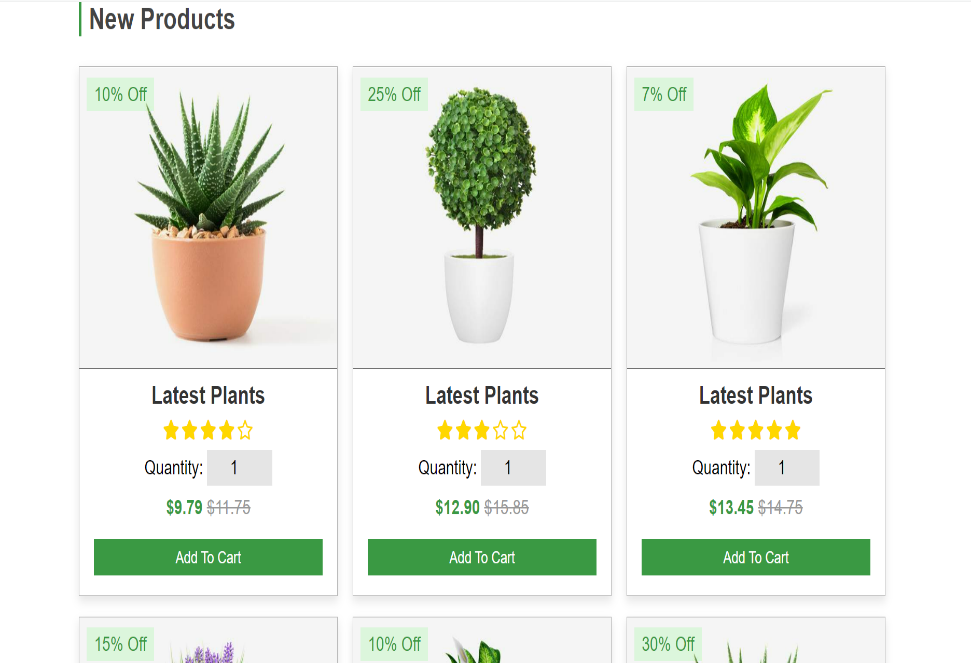 New Products
10% Off
25% Off
7% Off
Latest Plants
Latest Plants
Latest Plants
Quantity: 1
Quantity: 1
Quantity: 1
$9.79 $11.75
$12.90 $15.85
$13.45 $14.75
Add To Cart
Add To Cart
Add To Cart
15% Off
10% Off
30% Off